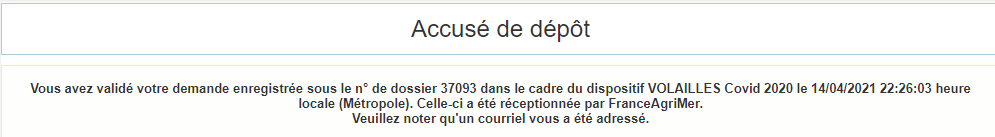 Accusé de dépôt
Vous avez validé votre demande enregistrée sous le n° de dossier 37093 dans le cadre du dispositif VOLAILLES Covid 2020 le 14/04/2021 22:26:03 heure
locale (Métropole). Celle-ci a été réceptionnée par FranceAgriMer.
Veuillez noter qu'un courriel vous a été adressé.